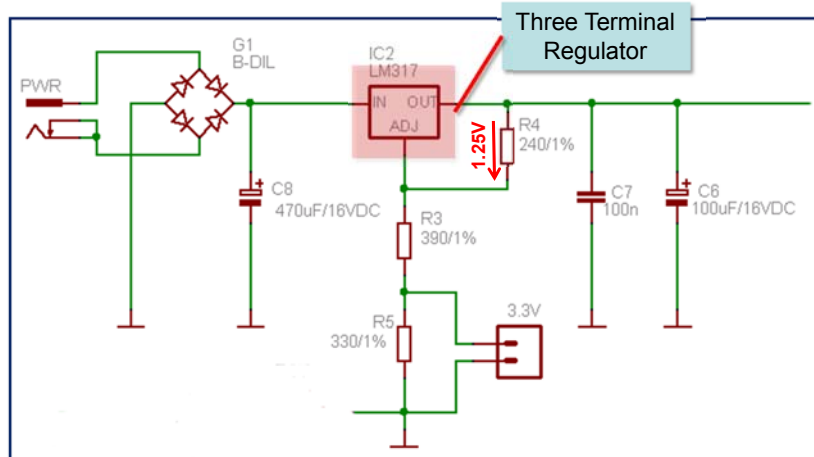 Three Terminal
Regulator
G1
B-DIL
IC2
LM317
PWR
IN OUT
ADJ
1.25V
R4
240/1%
C8
470uF/16VDC
R3
390/1%
C7
100n
C6
100uF/16VDC
R5
330/1%
3.3V